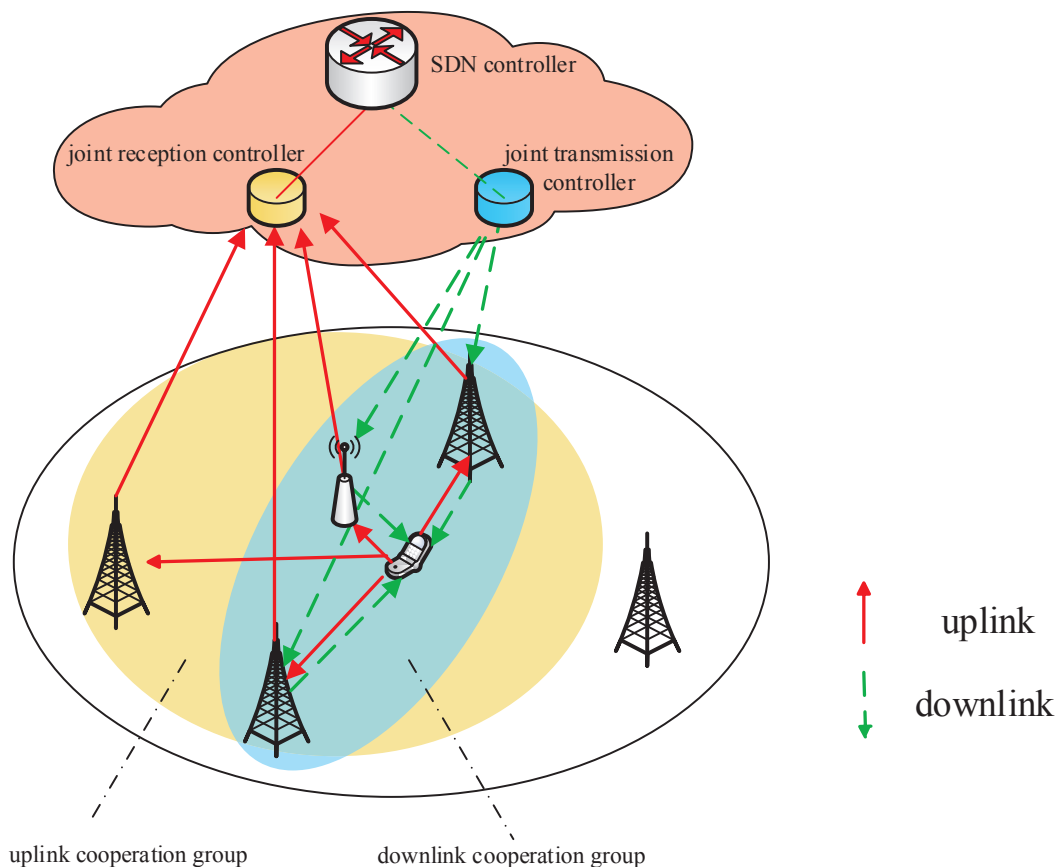 SDN controller
joint reception controller
joint transmission
controller
uplink
downlink
uplink cooperation group
downlink cooperation group